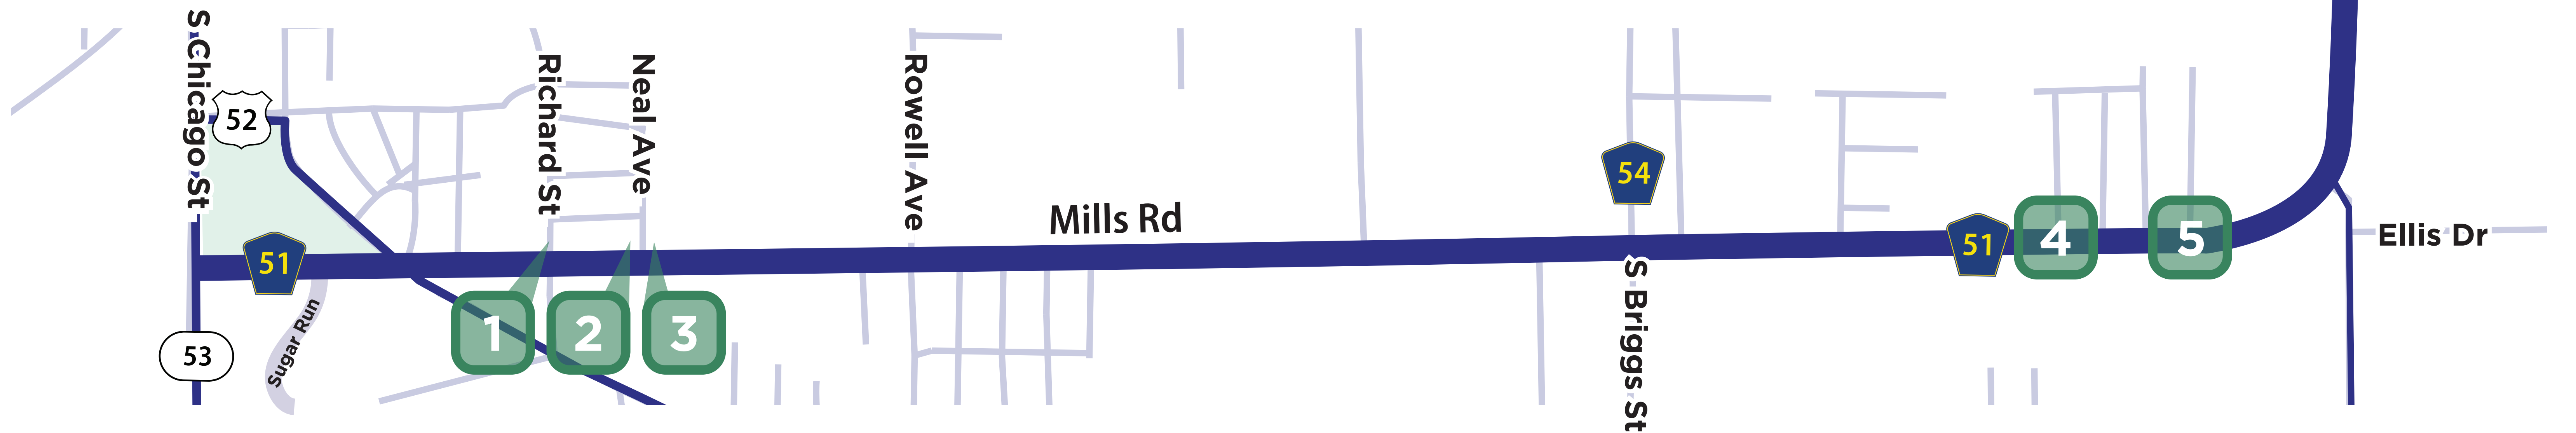 S Chicago St
52
51
53
Sugar Run
Richard St
Neal Ave
1
2
3
Rowell Ave
Mills Rd
54
S Briggs St
51
4
5
Ellis Dr